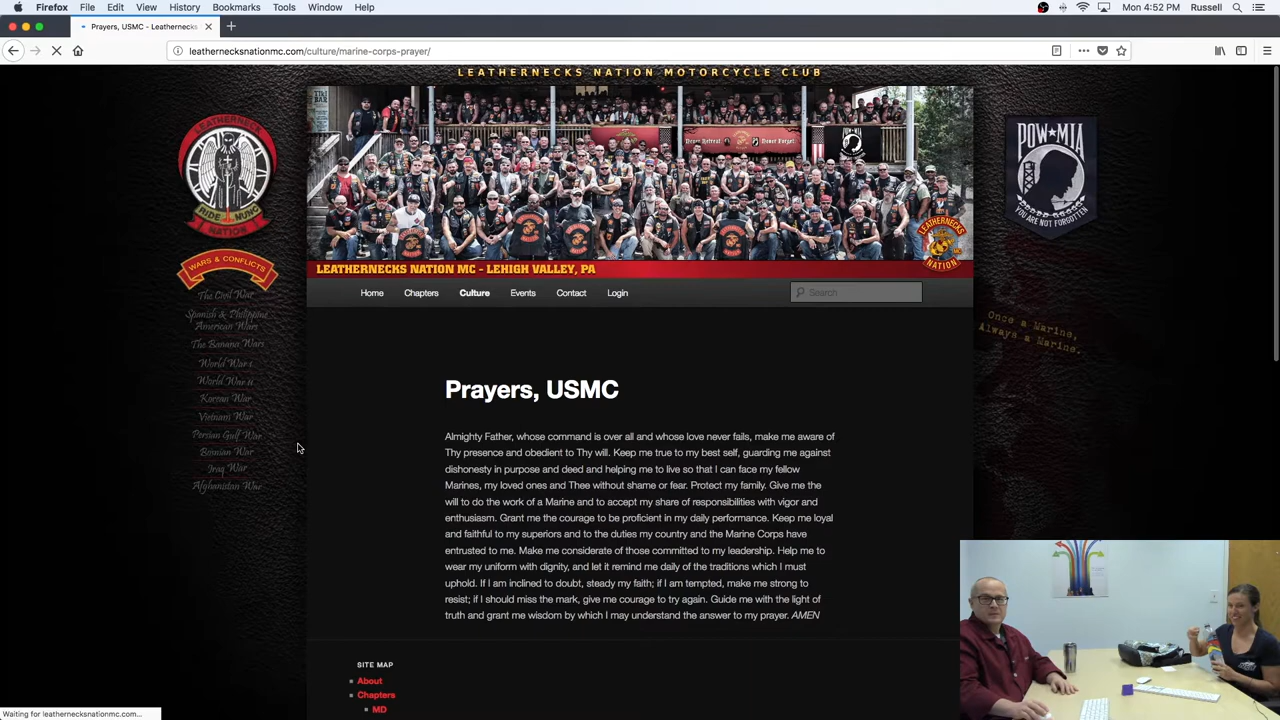 Firefox File Edit View History Bookmarks Tools Window Help Mon 4:52 PM Russell
Prayers, USMC - Leathernecks
leathernecksnationmc.com/culture/marine-corps-prayer/
LEATHERNECKS NATION MOTORCYCLE CLUB
LEATHERNECK
RIDE NUNC
NATION
TIKI BAR
Never Retreat Never Forget
POW★MIA
YOU ARE NOT FORGOTTEN
LEATHERNECKS
NATION
WARS & CONFLICTS
LEATHERNECKS NATION MC - LEHIGH VALLEY, PA
Home Chapters Culture Events Contact Login Search
The Civil War
Spanish & Philippine
American Wars
The Banana Wars
World War I
World War II
Korean War
Vietnam War
Persian Gulf War
Bosnian War
Iraq War
Afghanistan War
Once a Marine,
Always a Marine.
Prayers, USMC
Almighty Father, whose command is over all and whose love never fails, make me aware of
Thy presence and obedient to Thy will. Keep me true to my best self, guarding me against
dishonesty in purpose and deed and helping me to live so that I can face my fellow
Marines, my loved ones and Thee without shame or fear. Protect my family. Give me the
will to do the work of a Marine and to accept my share of responsibilities with vigor and
enthusiasm. Grant me the courage to be proficient in my daily performance. Keep me loyal
and faithful to my superiors and to the duties my country and the Marine Corps have
entrusted to me. Make me considerate of those committed to my leadership. Help me to
wear my uniform with dignity, and let it remind me daily of the traditions which I must
uphold. If I am inclined to doubt, steady my faith; if I am tempted, make me strong to
resist; if I should miss the mark, give me courage to try again. Guide me with the light of
truth and grant me wisdom by which I may understand the answer to my prayer. AMEN
SITE MAP
About
Chapters
MD
Waiting for leathernecksnationmc.com...